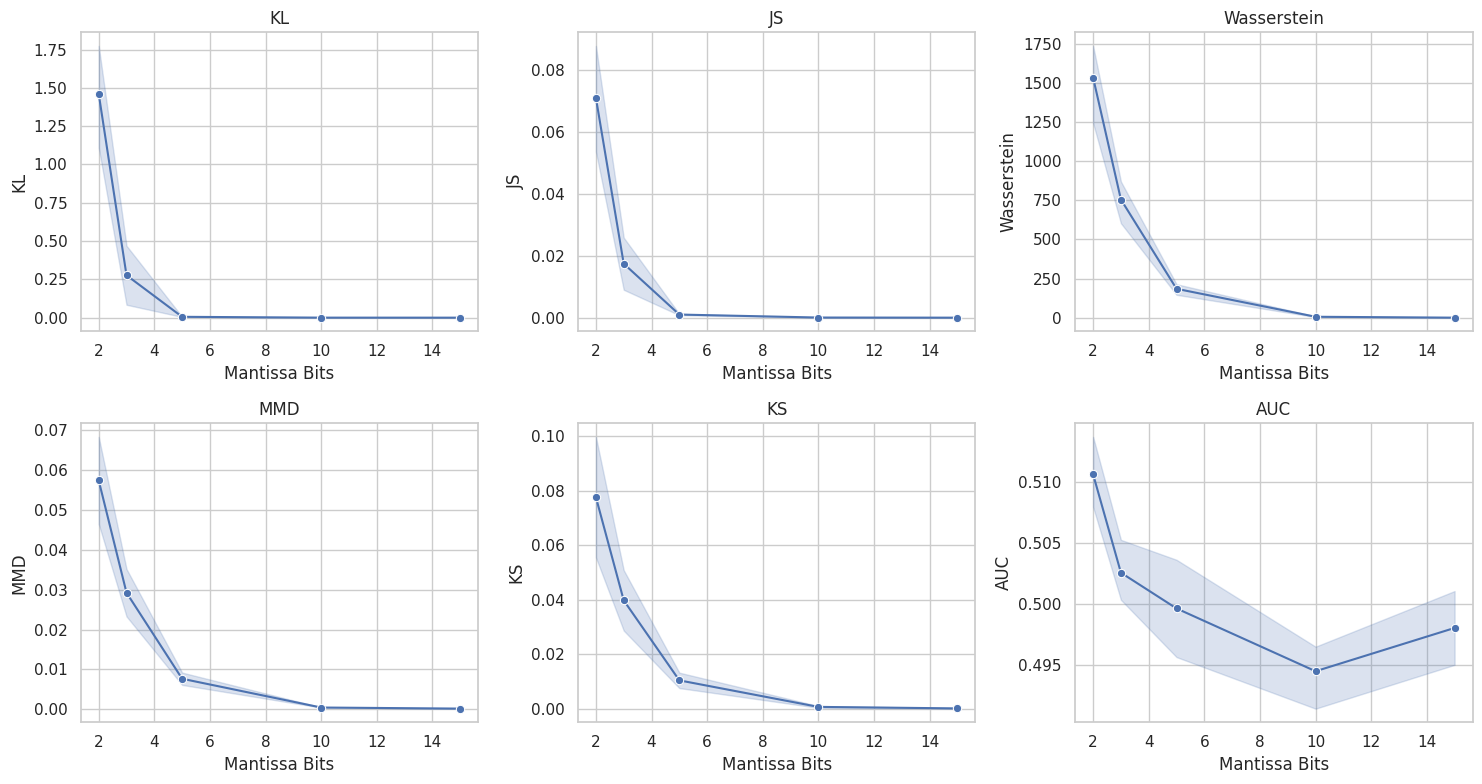 KL
1.75
1.50
1.25
1.00
0.75
0.50
0.25
0.00
KL
2 4 6 8 10 12 14
Mantissa Bits
JS
0.08
0.06
0.04
0.02
0.00
JS
2 4 6 8 10 12 14
Mantissa Bits
Wasserstein
1750
1500
1250
1000
750
500
250
0
Wasserstein
2 4 6 8 10 12 14
Mantissa Bits
MMD
0.07
0.06
0.05
0.04
0.03
0.02
0.01
0.00
MMD
2 4 6 8 10 12 14
Mantissa Bits
KS
0.10
0.08
0.06
0.04
0.02
0.00
KS
2 4 6 8 10 12 14
Mantissa Bits
AUC
0.510
0.505
0.500
0.495
AUC
2 4 6 8 10 12 14
Mantissa Bits